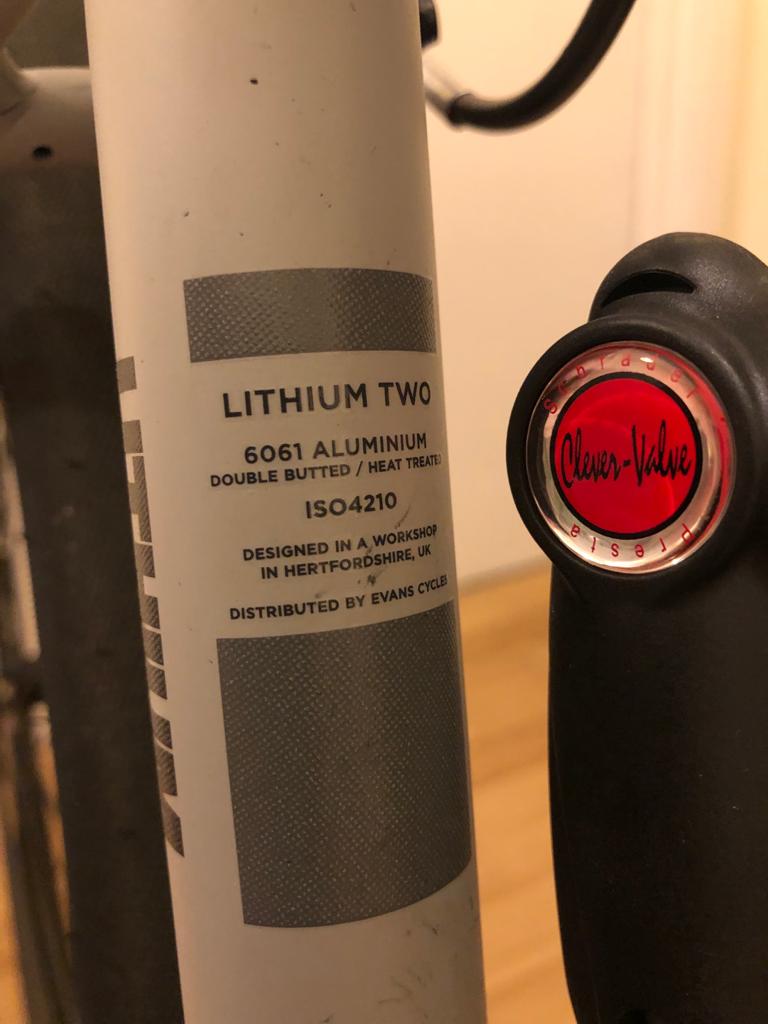 LITHIUM TWO
6061 ALUMINIUM
DOUBLE BUTTED / HEAT TREATED
ISO4210
DESIGNED IN A WORKSHOP
IN HERTFORDSHIRE, UK
DISTRIBUTED BY EVANS CYCLES
Schrader
Clever-Valve
Presta